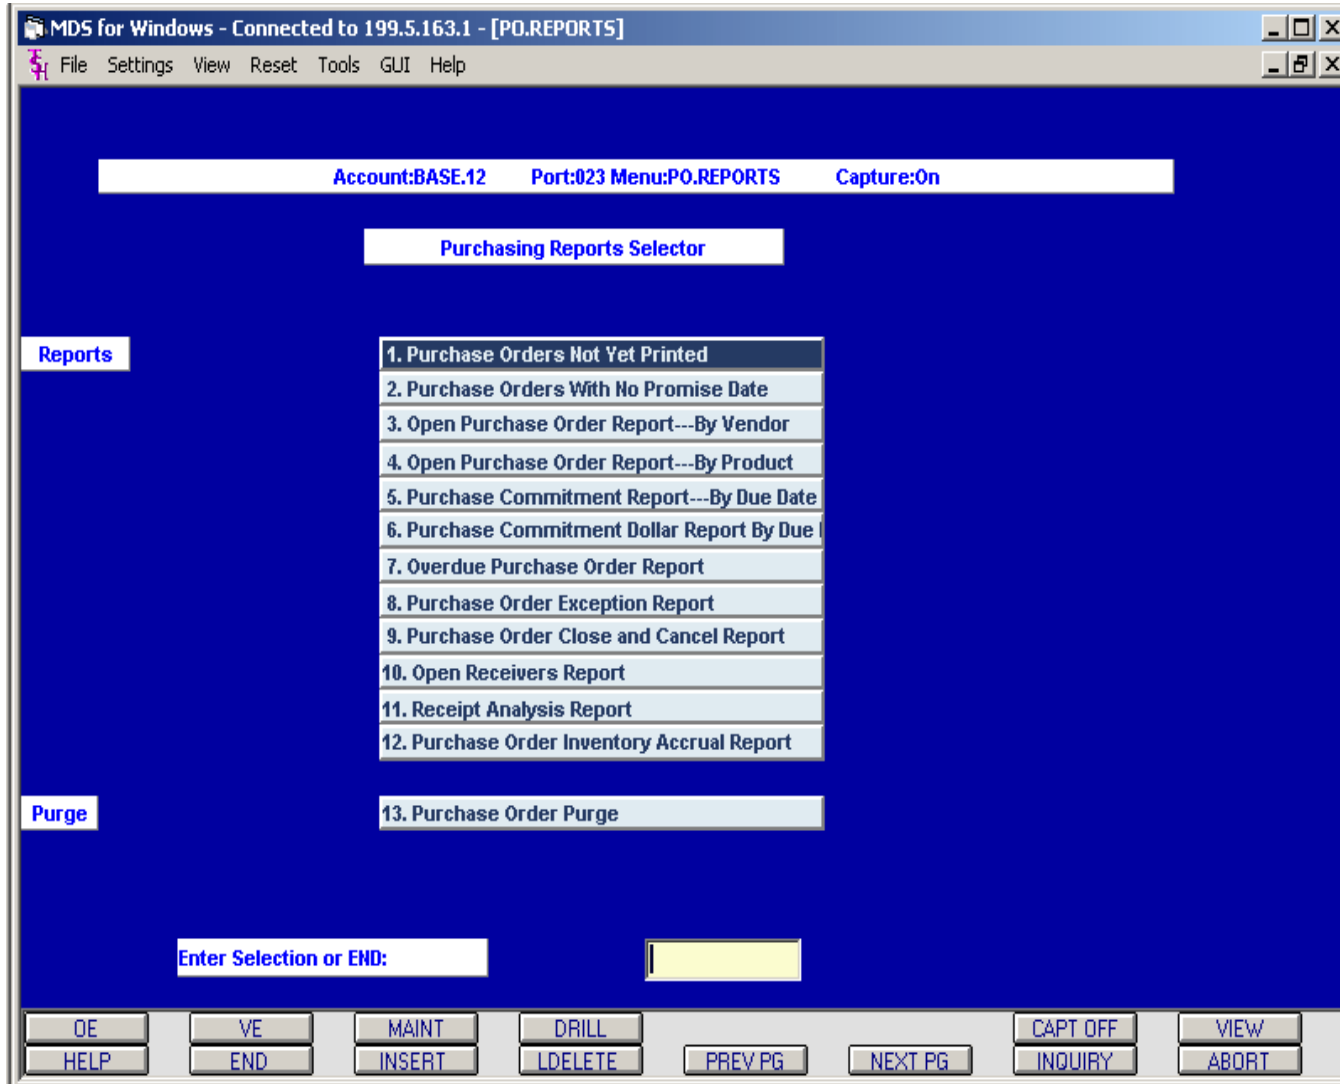 MDS for Windows - Connected to 199.5.163.1 - [PO.REPORTS]
File Settings View Reset Tools GUI Help
Account:BASE.12 Port:023 Menu:PO.REPORTS Capture:On
Purchasing Reports Selector
Reports
1. Purchase Orders Not Yet Printed
2. Purchase Orders With No Promise Date
3. Open Purchase Order Report---By Vendor
4. Open Purchase Order Report---By Product
5. Purchase Commitment Report---By Due Date
6. Purchase Commitment Dollar Report By Due
7. Overdue Purchase Order Report
8. Purchase Order Exception Report
9. Purchase Order Close and Cancel Report
10. Open Receivers Report
11. Receipt Analysis Report
12. Purchase Order Inventory Accrual Report
Purge
13. Purchase Order Purge
Enter Selection or END:
OE VE MAINT DRILL CAPT OFF VIEW
HELP END INSERT LDELETE PREV PG NEXT PG INQUIRY ABORT